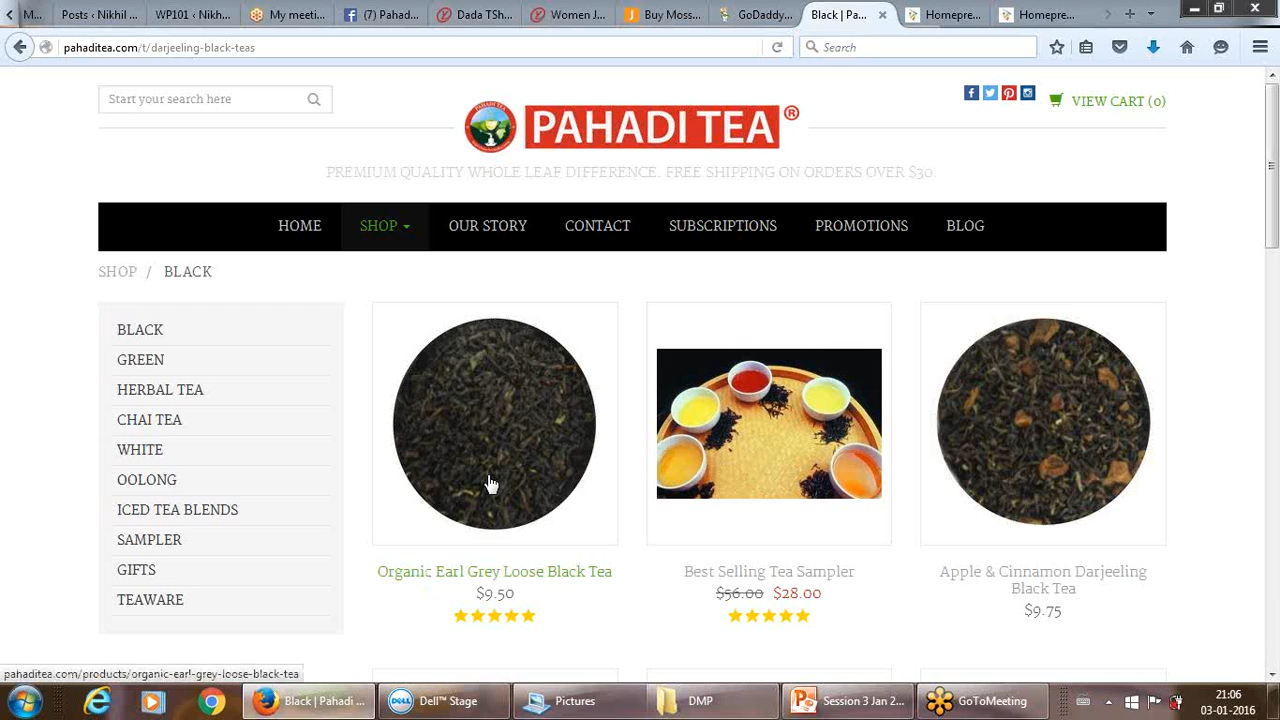 M
Posts ‹ Nikhi...
WP101 - Nikh...
My meeti...
(7) Pahad...
Dada TSh...
Women J...
Buy Moss...
GoDaddy...
Black | Pa...
Homepre...
Homepre...
pahaditea.com/t/darjeeling-black-teas
Search
Start your search here
VIEW CART (0)
PAHADI TEA®
PREMIUM QUALITY WHOLE LEAF DIFFERENCE. FREE SHIPPING ON ORDERS OVER $30.
HOME
SHOP
OUR STORY
CONTACT
SUBSCRIPTIONS
PROMOTIONS
BLOG
SHOP / BLACK
BLACK
GREEN
HERBAL TEA
CHAI TEA
WHITE
OOLONG
ICED TEA BLENDS
SAMPLER
GIFTS
TEAWARE
Organic Earl Grey Loose Black Tea
$9.50
Best Selling Tea Sampler
$56.00 $28.00
Apple & Cinnamon Darjeeling
Black Tea
$9.75
pahaditea.com/products/organic-earl-grey-loose-black-tea
Black | Pahadi ...
DELL
Dell™ Stage
Pictures
DMP
Session 3 Jan 2...
GoToMeeting
21:06
03-01-2016